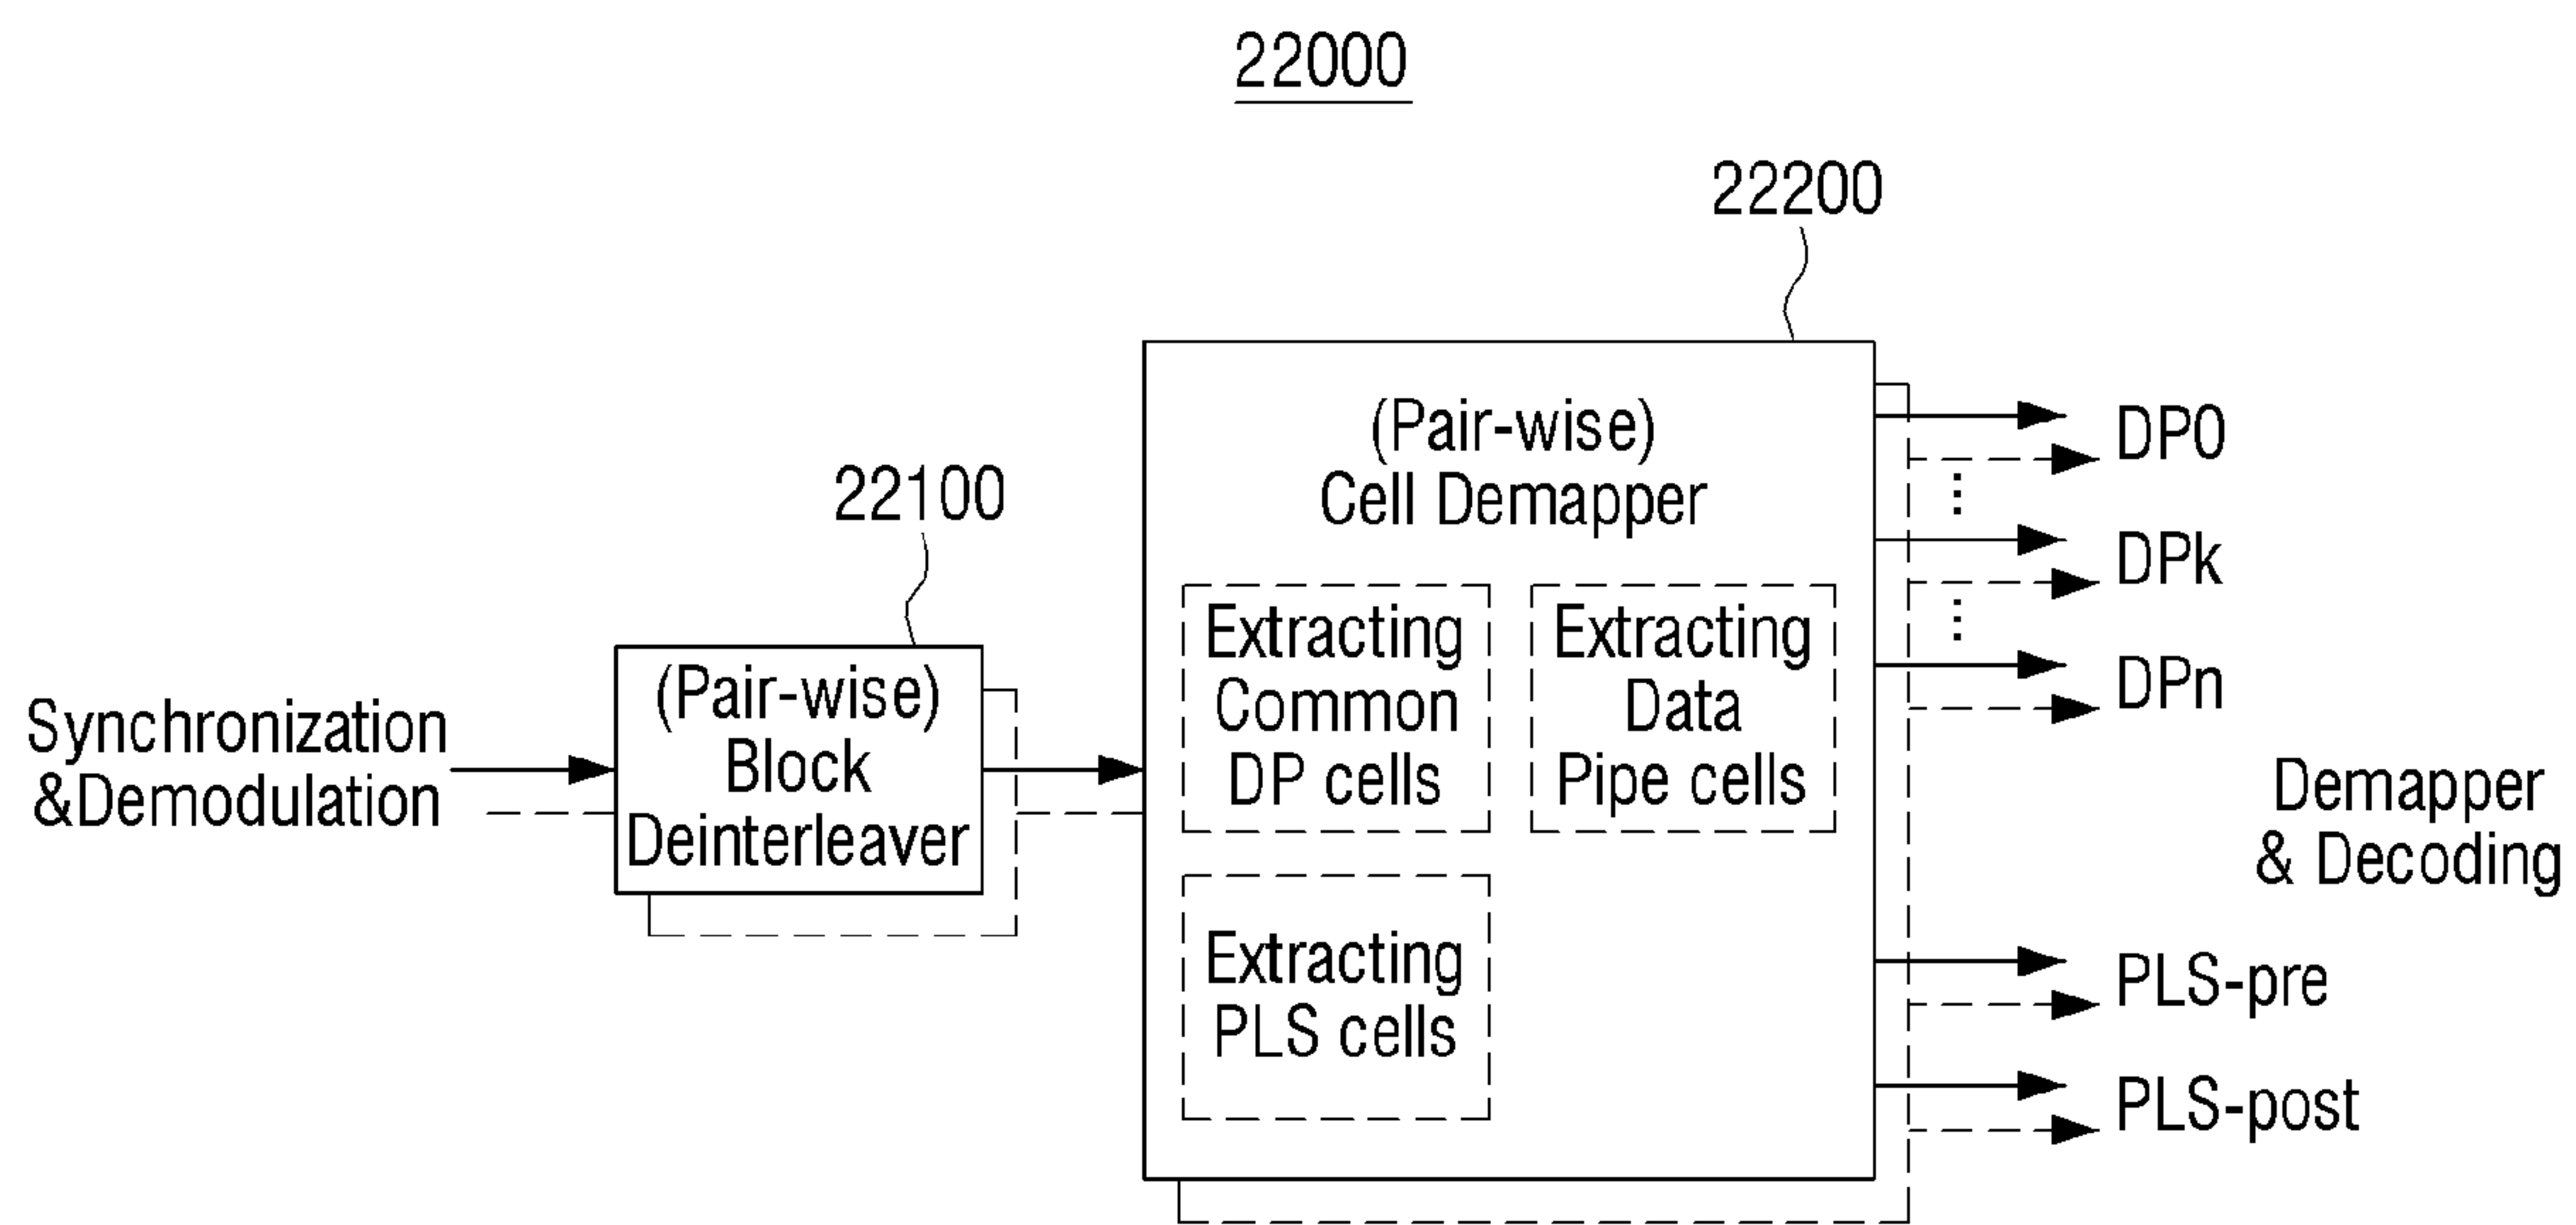 22000
22200
22100
(Pair-wise)
Cell Demapper
Extracting
Common
DP cells
Extracting
Data
Pipe cells
Extracting
PLS cells
(Pair-wise)
Block
Deinterleaver
Synchronization
&Demodulation
DP0
⋮
DPk
⋮
DPn
Demapper
& Decoding
PLS-pre
PLS-post